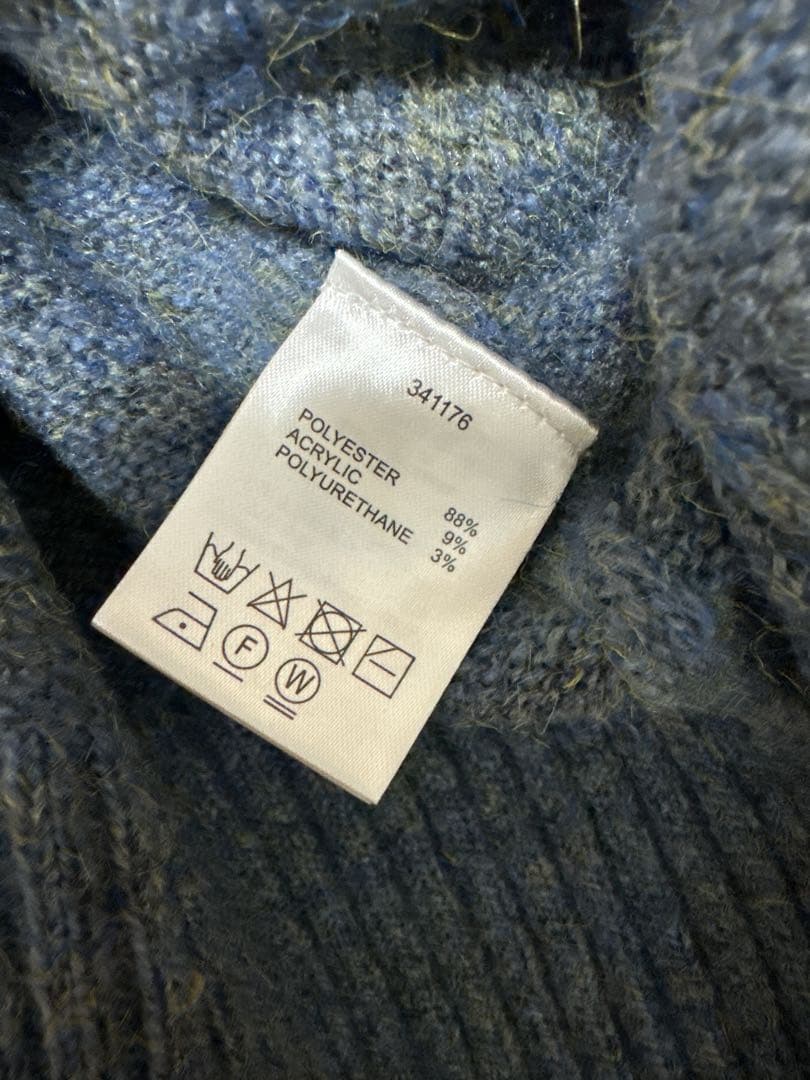 341176
POLYESTER 88%
ACRYLIC 9%
POLYURETHANE 3%
F W